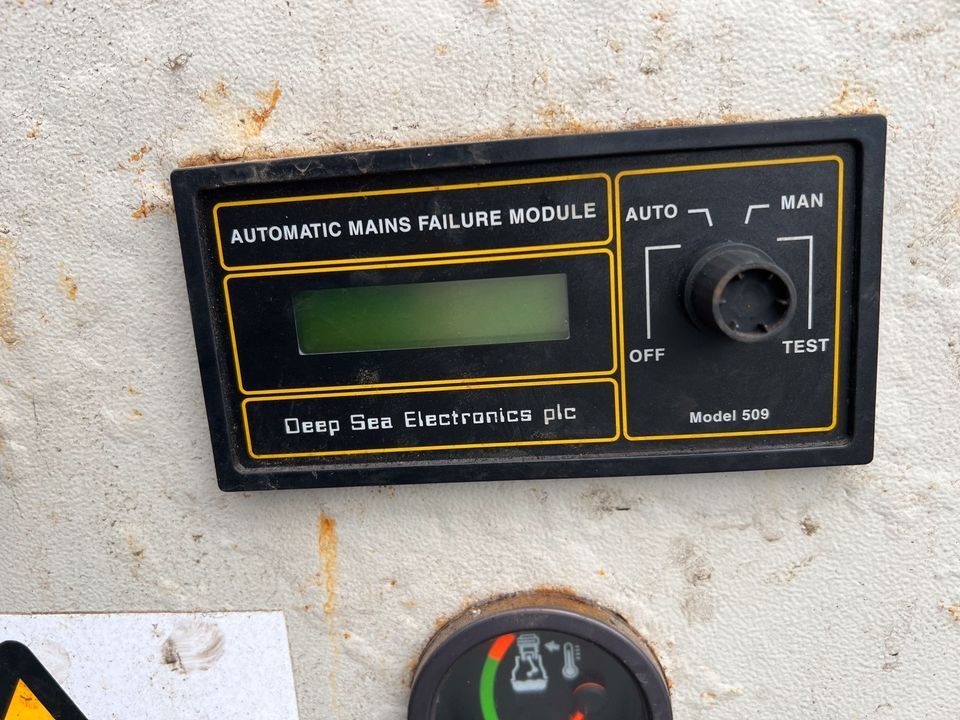 AUTOMATIC MAINS FAILURE MODULE
Deep Sea Electronics plc
AUTO
MAN
OFF
TEST
Model 509